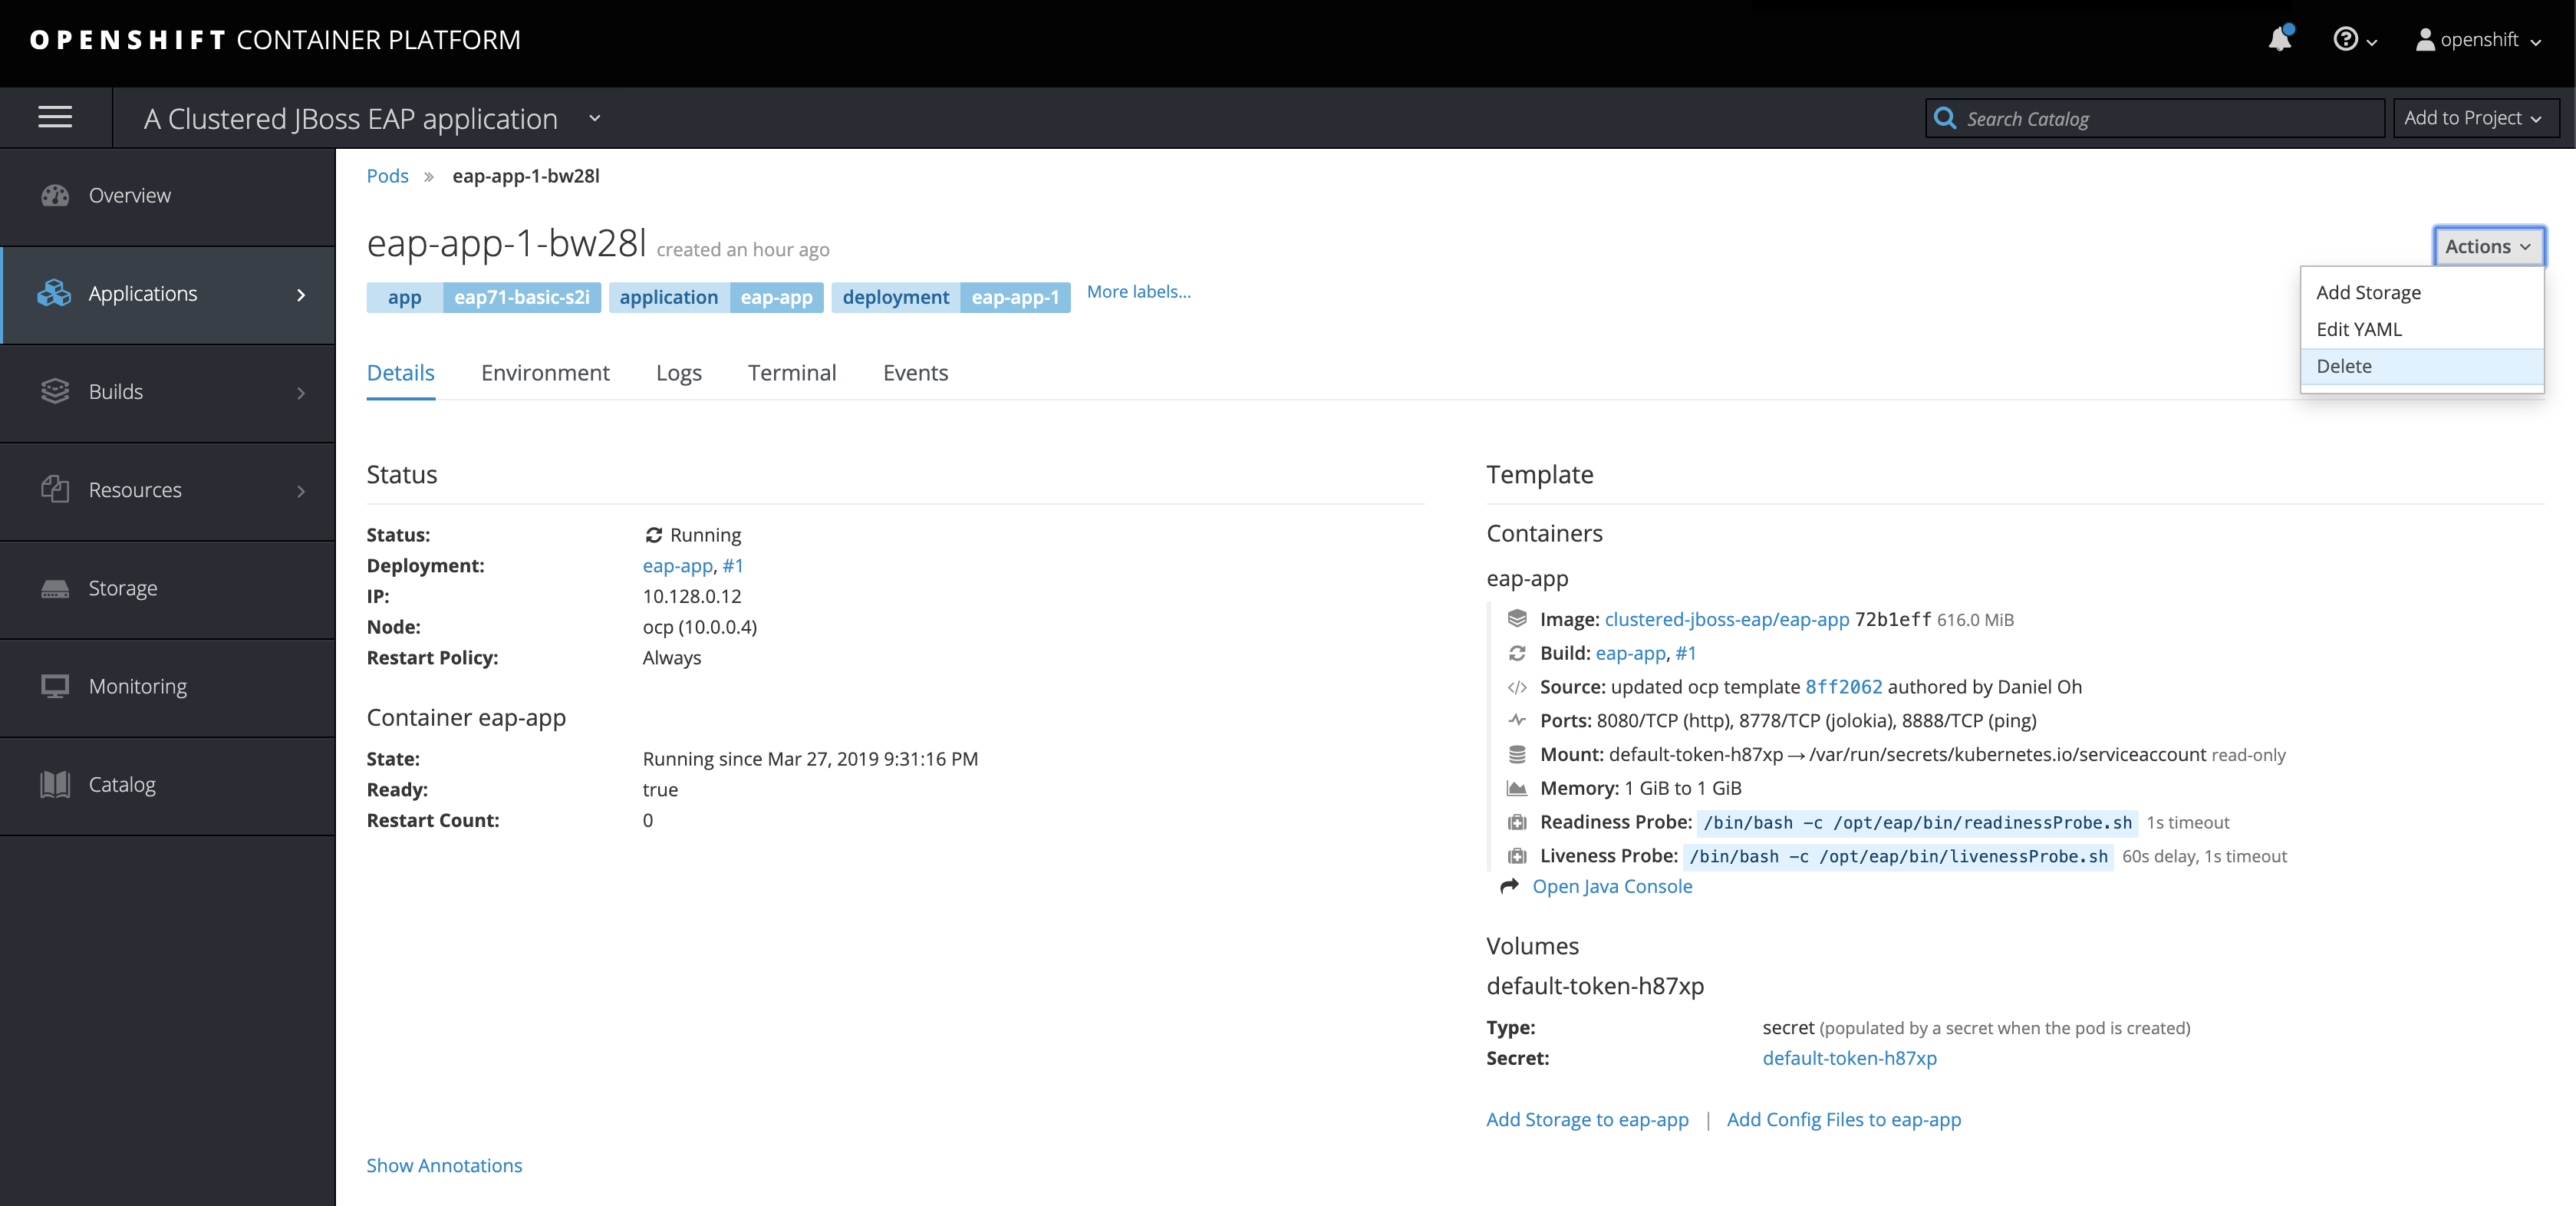 OPENSHIFT CONTAINER PLATFORM
openshift
A Clustered JBoss EAP application
Search Catalog
Add to Project
Overview
Applications
Builds
Resources
Storage
Monitoring
Catalog
Pods » eap-app-1-bw28l
eap-app-1-bw28l created an hour ago
app eap71-basic-s2i application eap-app deployment eap-app-1 More labels...
Actions
Add Storage
Edit YAML
Delete
Details Environment Logs Terminal Events
Status
Status: Running
Deployment: eap-app, #1
IP: 10.128.0.12
Node: ocp (10.0.0.4)
Restart Policy: Always
Container eap-app
State: Running since Mar 27, 2019 9:31:16 PM
Ready: true
Restart Count: 0
Show Annotations
Template
Containers
eap-app
Image: clustered-jboss-eap/eap-app 72b1eff 616.0 MiB
Build: eap-app, #1
Source: updated ocp template 8ff2062 authored by Daniel Oh
Ports: 8080/TCP (http), 8778/TCP (jolokia), 8888/TCP (ping)
Mount: default-token-h87xp → /var/run/secrets/kubernetes.io/serviceaccount read-only
Memory: 1 GiB to 1 GiB
Readiness Probe: /bin/bash -c /opt/eap/bin/readinessProbe.sh 1s timeout
Liveness Probe: /bin/bash -c /opt/eap/bin/livenessProbe.sh 60s delay, 1s timeout
Open Java Console
Volumes
default-token-h87xp
Type: secret (populated by a secret when the pod is created)
Secret: default-token-h87xp
Add Storage to eap-app | Add Config Files to eap-app